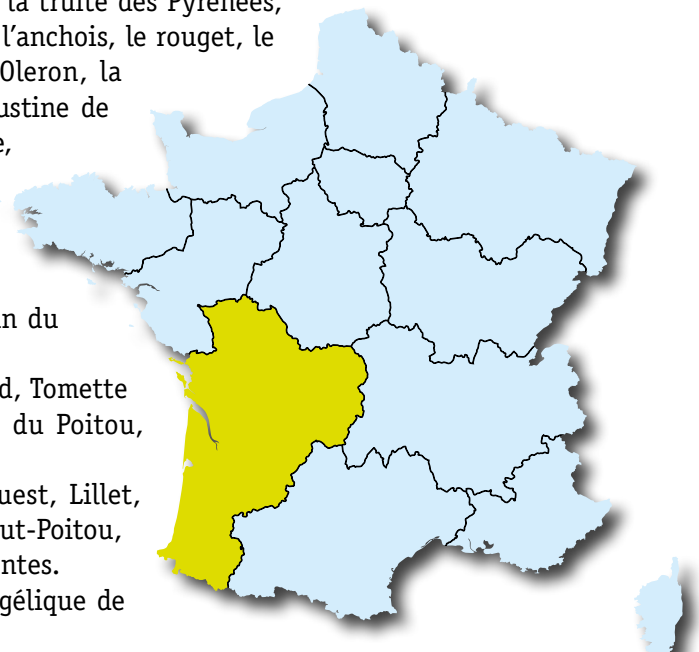 la truite des Pyrénées,
l'anchois, le rouget, le
Oleron, la
ustine de
e,
n du
d, Tomette
du Poitou,
uest, Lillet,
ut-Poitou,
ntes.
gélique de